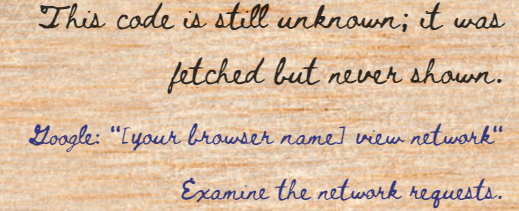 This code is still unknown; it was
fetched but never shown.
Google: "[your browser name] view network"
Examine the network requests.